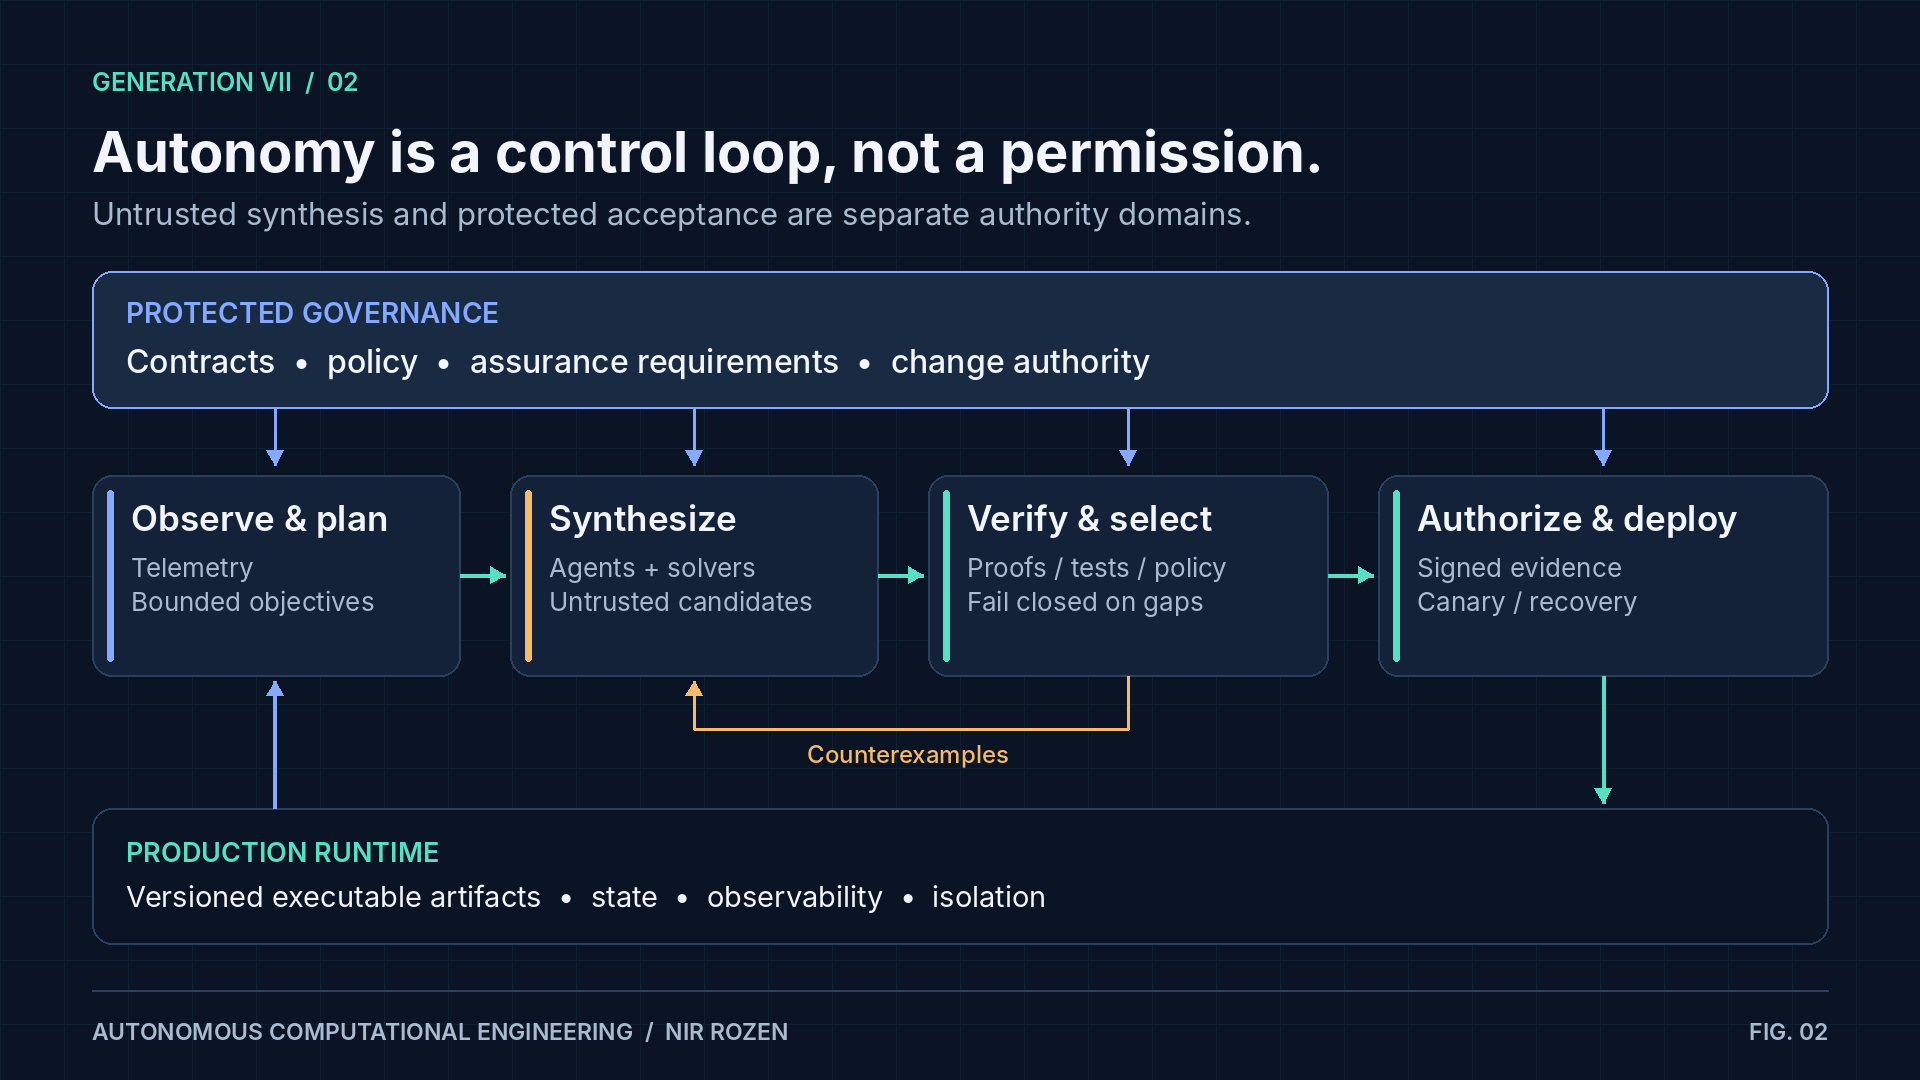 GENERATION VII / 02
Autonomy is a control loop, not a permission.
Untrusted synthesis and protected acceptance are separate authority domains.
PROTECTED GOVERNANCE
Contracts • policy • assurance requirements • change authority
Observe & plan
Telemetry
Bounded objectives
Synthesize
Agents + solvers
Untrusted candidates
Verify & select
Proofs / tests / policy
Fail closed on gaps
Authorize & deploy
Signed evidence
Canary / recovery
Counterexamples
PRODUCTION RUNTIME
Versioned executable artifacts • state • observability • isolation
AUTONOMOUS COMPUTATIONAL ENGINEERING / NIR ROZEN
FIG. 02